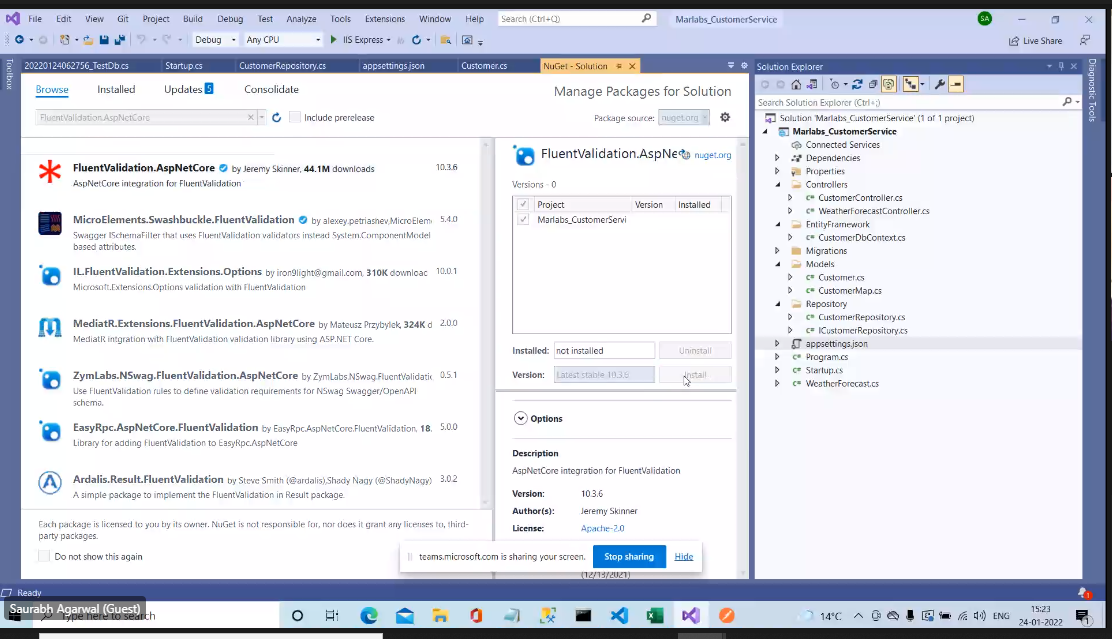 File Edit View Git Project Build Debug Test Analyze Tools Extensions Window Help Search (Ctrl+Q) Marlabs_CustomerService SA
Debug Any CPU IIS Express Live Share
Toolbox
20220124062756_TestDb.cs Startup.cs CustomerRepository.cs appsettings.json Customer.cs NuGet - Solution
Browse Installed Updates 5 Consolidate
Manage Packages for Solution
FluentValidation.AspNetCore Include prerelease
Package source: nuget.org
FluentValidation.AspNetCore by Jeremy Skinner, 44.1M downloads 10.3.6
AspNetCore integration for FluentValidation
MicroElements.Swashbuckle.FluentValidation by alexey.petriashev,MicroElem 5.4.0
Swagger ISchemaFilter that uses FluentValidation validators instead System.ComponentModel
based attributes.
IL.FluentValidation.Extensions.Options by iron9light@gmail.com, 310K downloac 10.0.1
Microsoft.Extensions.Options validation with FluentValidation
MediatR.Extensions.FluentValidation.AspNetCore by Mateusz Przybylek, 324K d 2.0.0
MediatR intgration with FluentValidation validation library using ASP.NET Core.
ZymLabs.NSwag.FluentValidation.AspNetCore by ZymLabs.NSwag.FluentValidatic 0.5.1
Use FluentValidation rules to define validation requirements for NSwag Swagger/OpenAPI
schema.
EasyRpc.AspNetCore.FluentValidation by EasyRpc.AspNetCore.FluentValidation, 18. 5.0.0
Library for adding FluentValidation to EasyRpc.AspNetCore
Ardalis.Result.FluentValidation by Steve Smith (@ardalis),Shady Nagy (@ShadyNagy) 3.0.2
A simple package to implement the FluentValidation in Result package.
Each package is licensed to you by its owner. NuGet is not responsible for, nor does it grant any licenses to, third-
party packages.
Do not show this again
FluentValidation.AspNe nuget.org
Versions - 0
Project Version Installed
Marlabs_CustomerServi
Installed: not installed Uninstall
Version: Latest stable 10.3.6 Install
Options
Description
AspNetCore integration for FluentValidation
Version: 10.3.6
Author(s): Jeremy Skinner
License: Apache-2.0
(12/13/2021)
teams.microsoft.com is sharing your screen. Stop sharing Hide
Solution Explorer
Search Solution Explorer (Ctrl+;)
Solution 'Marlabs_CustomerService' (1 of 1 project)
Marlabs_CustomerService
Connected Services
Dependencies
Properties
Controllers
CustomerController.cs
WeatherForecastController.cs
EntityFramework
CustomerDbContext.cs
Migrations
Models
Customer.cs
CustomerMap.cs
Repository
CustomerRepository.cs
ICustomerRepository.cs
appsettings.json
Program.cs
Startup.cs
WeatherForecast.cs
Diagnostic Tools
Ready
1
Saurabh Agarwal (Guest)
Type here to search
14°C ENG 15:23
24-01-2022
1